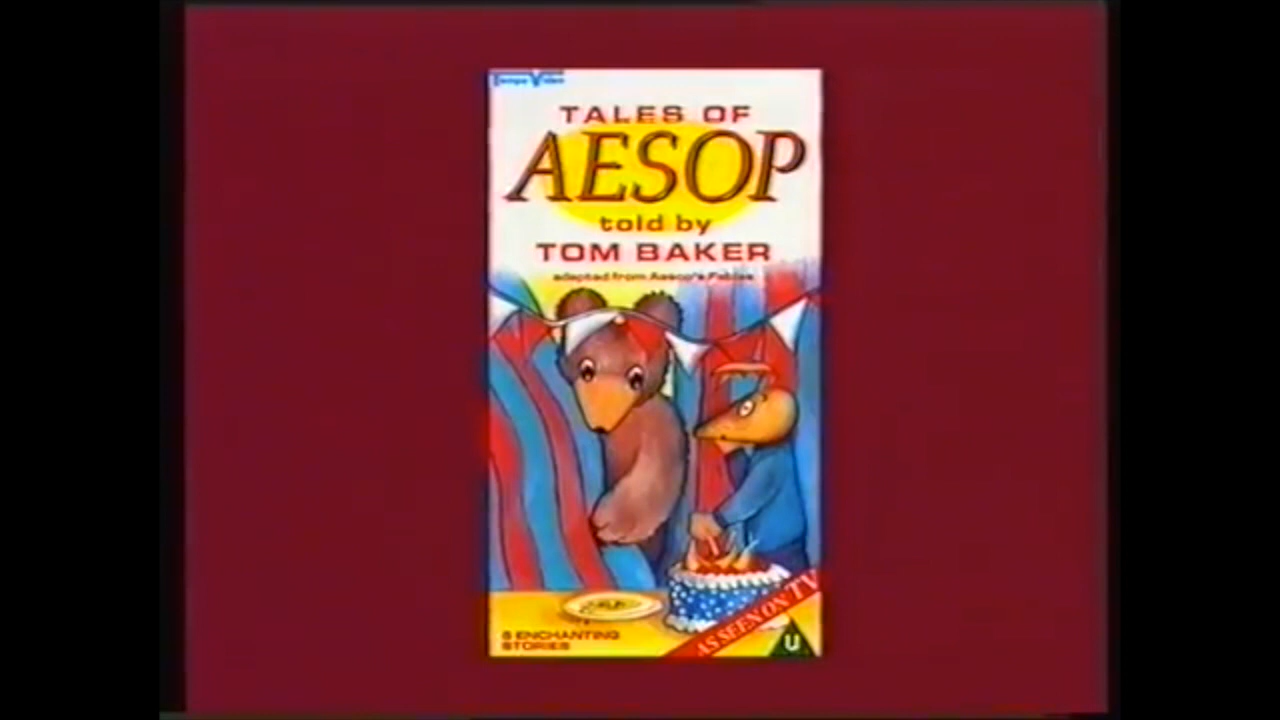 Tempo Video
TALES OF
AESOP
told by
TOM BAKER
adapted from Aesop's Fables
AS SEEN ON TV
ENCHANTING
STORIES
U